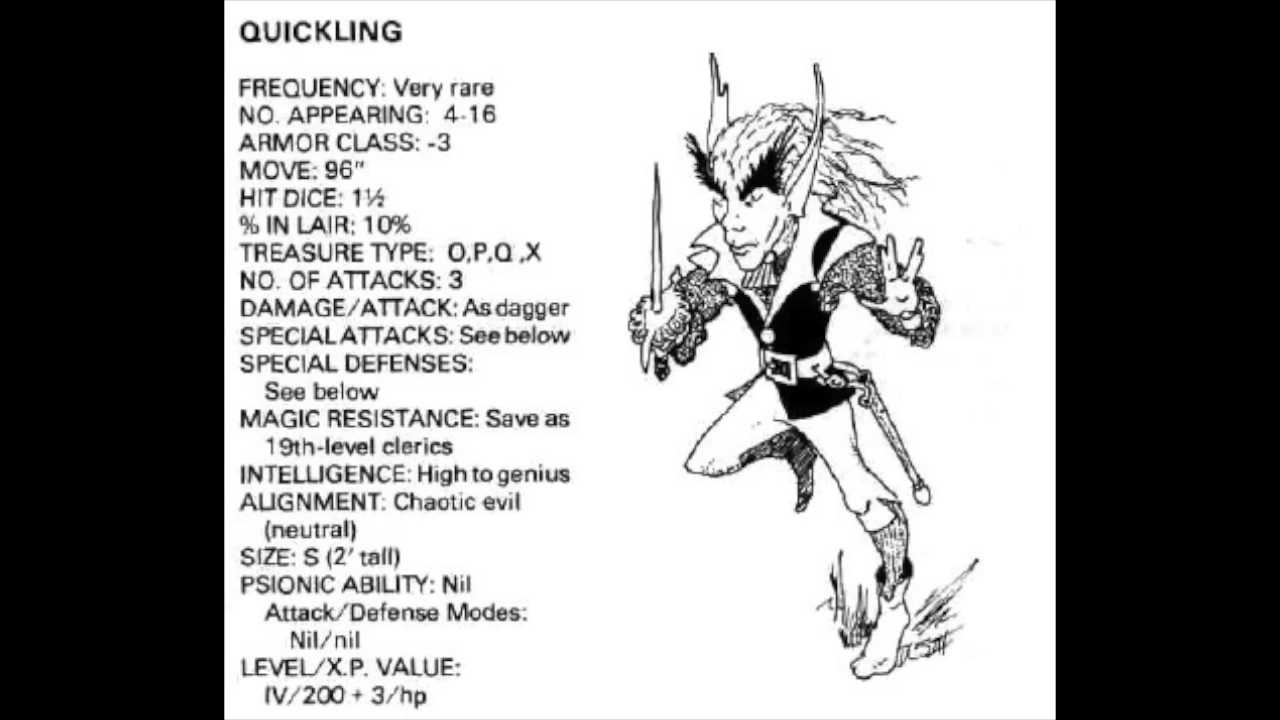 QUICKLING
FREQUENCY: Very rare
NO. APPEARING: 4-16
ARMOR CLASS: -3
MOVE: 96"
HIT DICE: 1½
% IN LAIR: 10%
TREASURE TYPE: O,P,Q ,X
NO. OF ATTACKS: 3
DAMAGE/ATTACK: As dagger
SPECIAL ATTACKS: See below
SPECIAL DEFENSES:
See below
MAGIC RESISTANCE: Save as
19th-level clerics
INTELLIGENCE: High to genius
ALIGNMENT: Chaotic evil
(neutral)
SIZE: S (2' tall)
PSIONIC ABILITY: Nil
Attack/Defense Modes:
Nil/nil
LEVEL/X.P. VALUE:
IV/200 + 3/hp